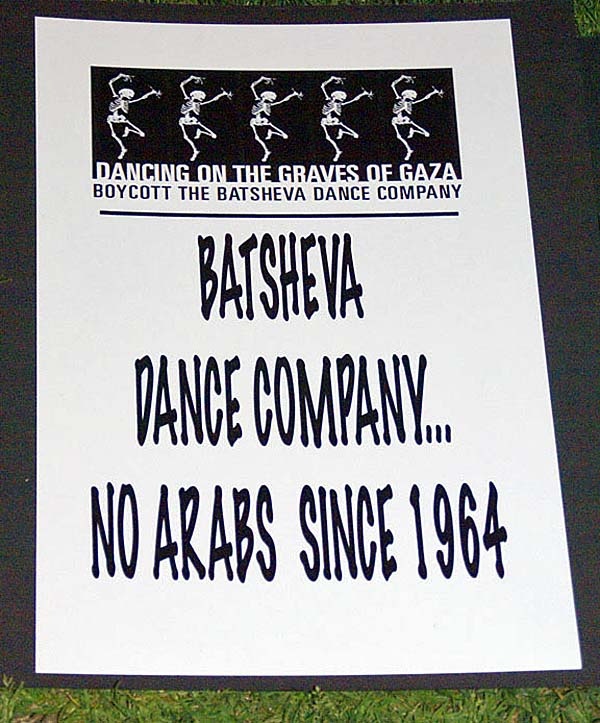 DANCING ON THE GRAVES OF GAZA
BOYCOTT THE BATSHEVA DANCE COMPANY
BATSHEVA
DANCE COMPANY...
NO ARABS SINCE 1964